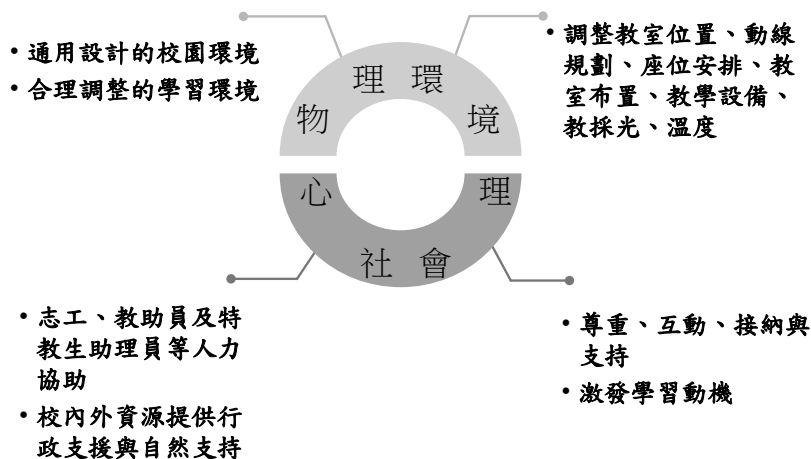 • 通用設計的校園環境
• 合理調整的學習環境
• 調整教室位置、動線
規劃、座位安排、教
室布置、教學設備、
教採光、溫度
物理環境
心社會理
• 志工、教助員及特
教生助理員等人力
協助
• 校內外資源提供行
政支援與自然支持
• 尊重、互動、接納與
支持
• 激發學習動機